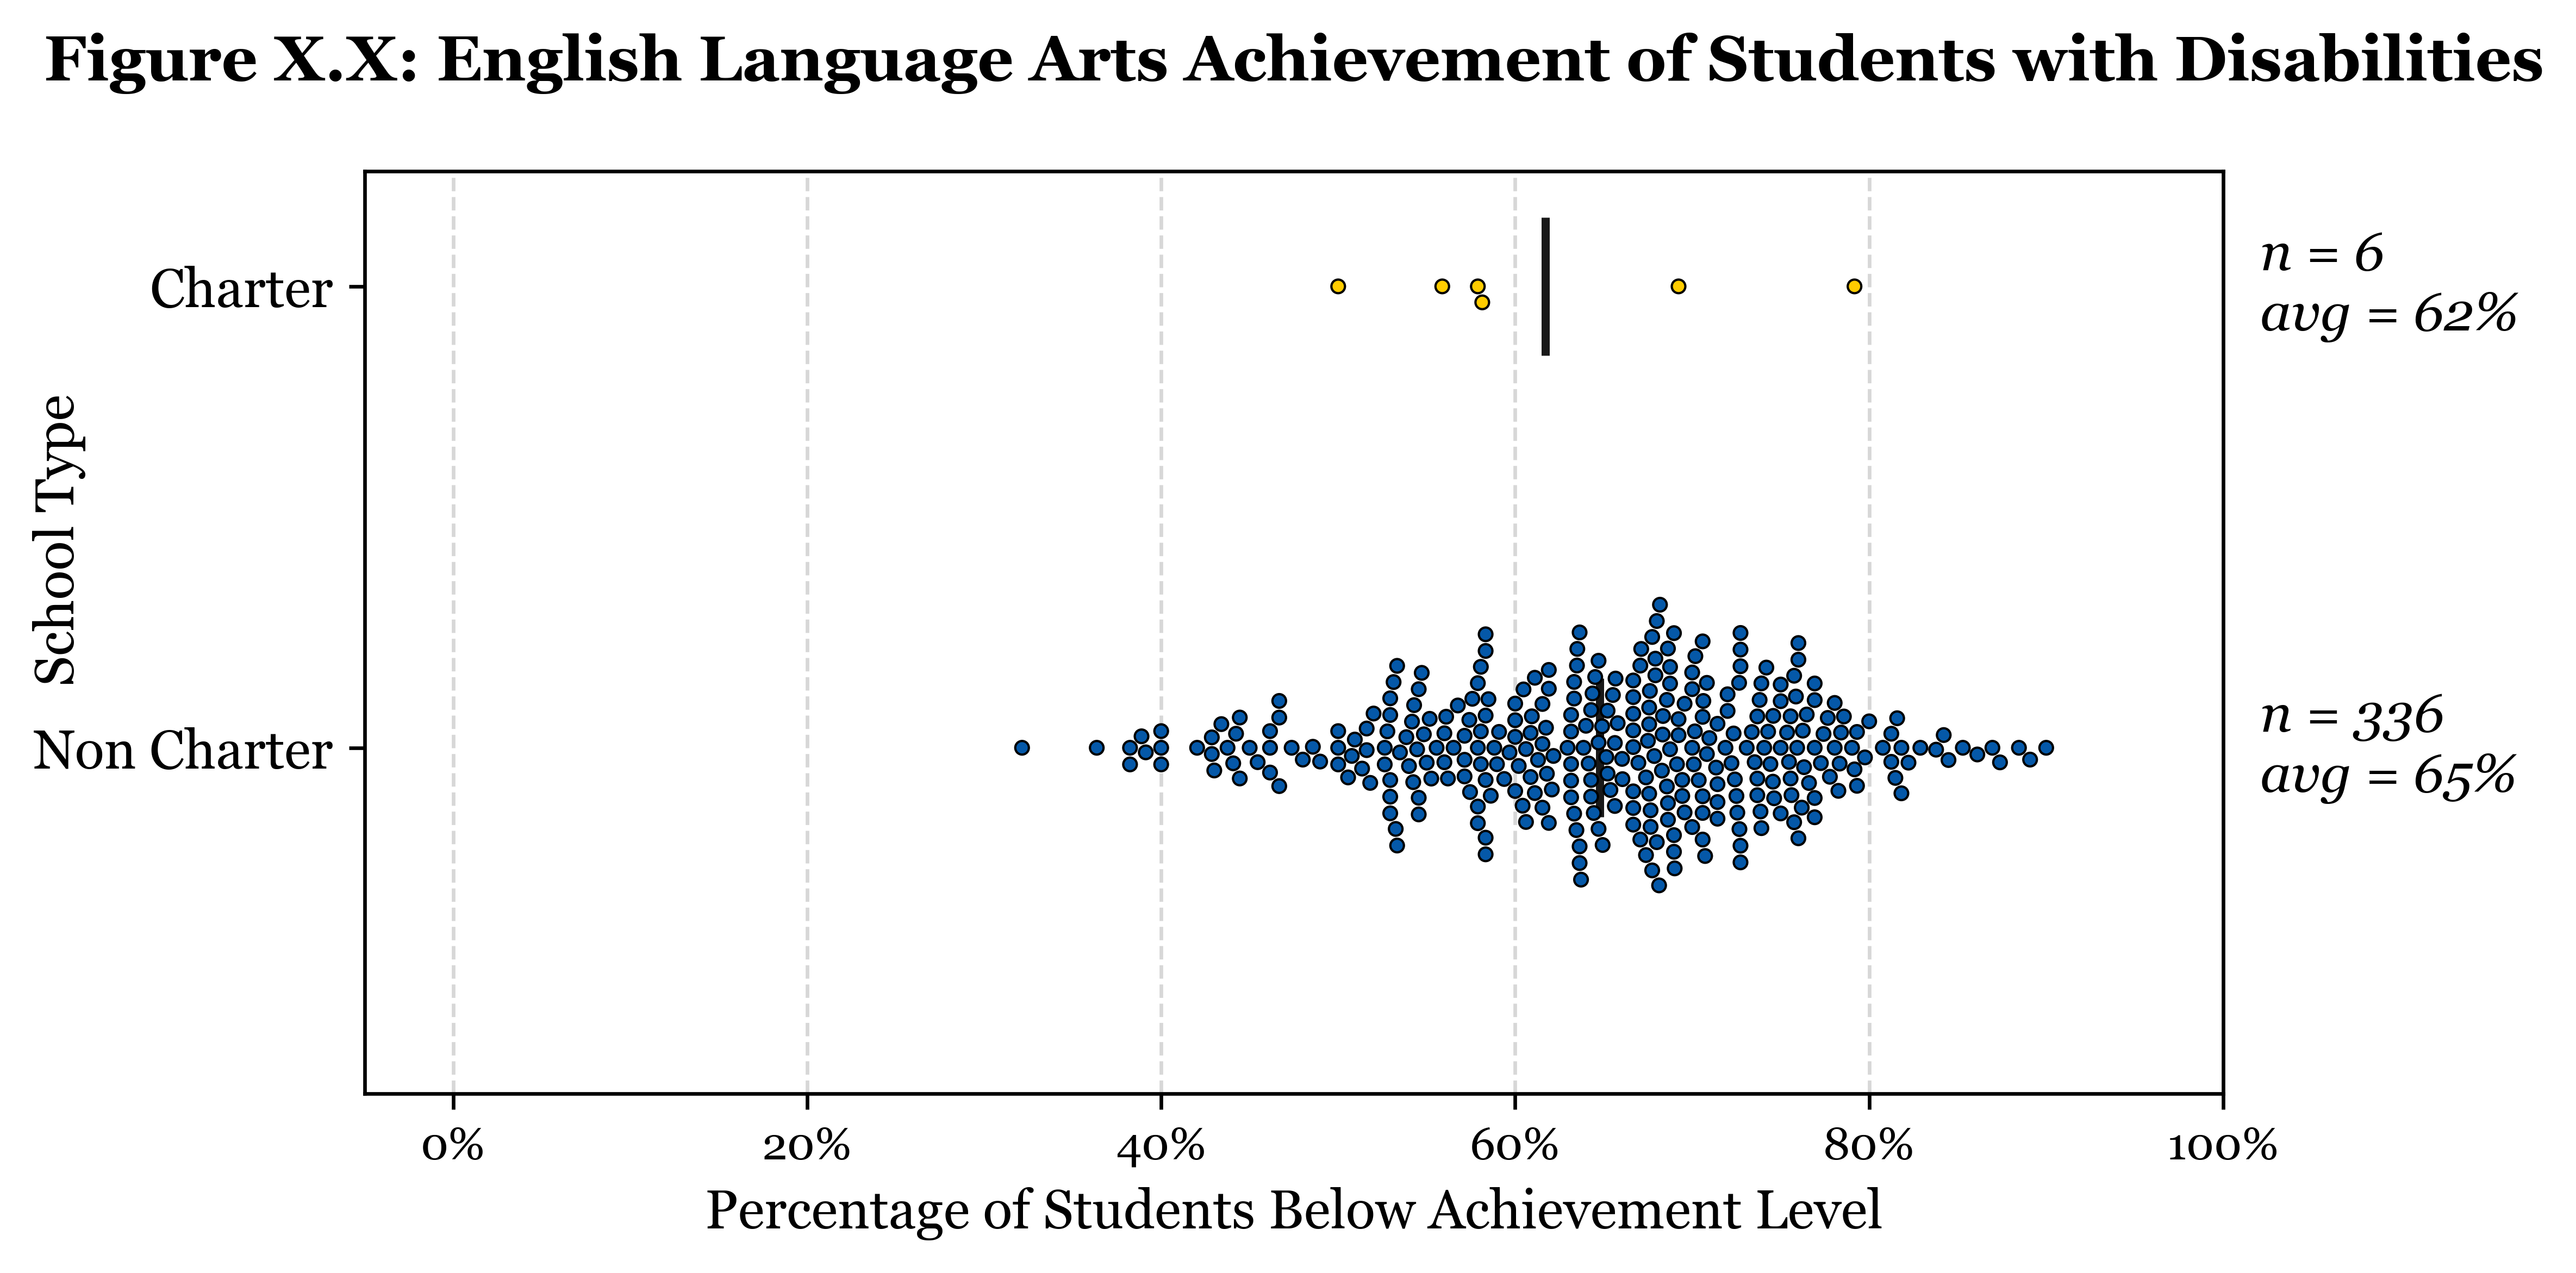 Figure X.X: English Language Arts Achievement of Students with Disabilities
School Type
Charter
n = 6
avg = 62%
Non Charter
n = 336
avg = 65%
0% 20% 40% 60% 80% 100%
Percentage of Students Below Achievement Level